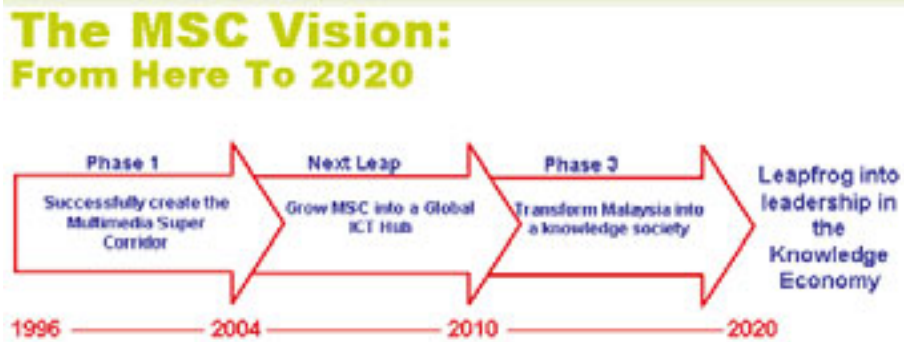 The MSC Vision:
From Here To 2020
Phase 1
Successfully create the
Multimedia Super
Corridor
Next Leap
Grow MSC into a Global
ICT Hub
Phase 3
Transform Malaysia into
a knowledge society
Leapfrog into
leadership in
the
Knowledge
Economy
1996
2004
2010
2020